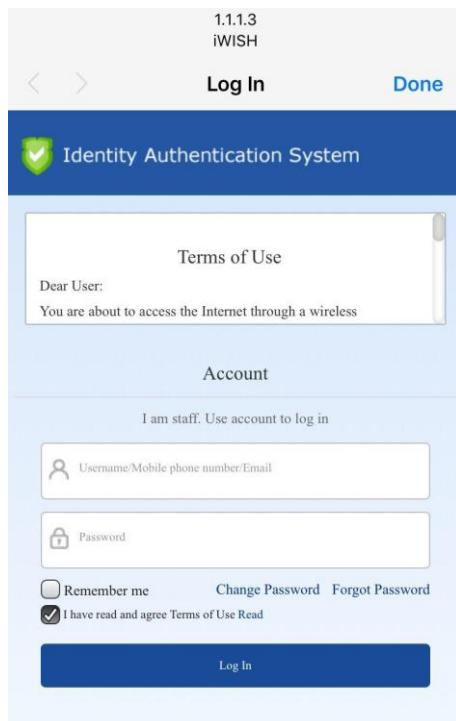 1.1.1.3
iWISH
Log In
Done
Identity Authentication System
Terms of Use
Dear User:
You are about to access the Internet through a wireless
Account
I am staff. Use account to log in
Username/Mobile phone number/Email
Password
Remember me Change Password Forgot Password
I have read and agree Terms of Use Read
Log In